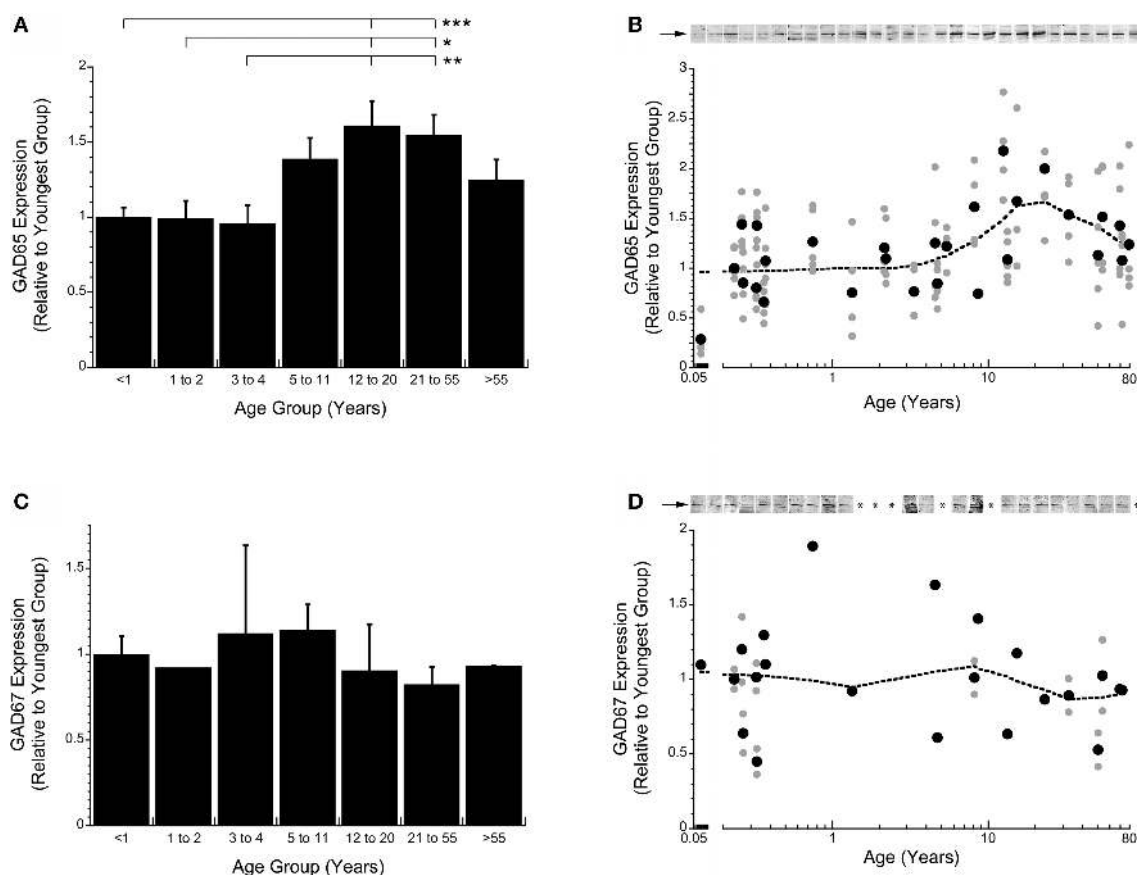 A
***
*
**
GAD65 Expression
(Relative to Youngest Group)
2
1.5
1
0.5
0
<1 1 to 2 3 to 4 5 to 11 12 to 20 21 to 55 >55
Age Group (Years)
B
GAD65 Expression
(Relative to Youngest Group)
3
2.5
2
1.5
1
0.5
0
0.05 1 10 80
Age (Years)
C
GAD67 Expression
(Relative to Youngest Group)
2
1.5
1
0.5
0
<1 1 to 2 3 to 4 5 to 11 12 to 20 21 to 55 >55
Age Group (Years)
D
* * * * * *
GAD67 Expression
(Relative to Youngest Group)
2
1.5
1
0.5
0
0.05 1 10 80
Age (Years)